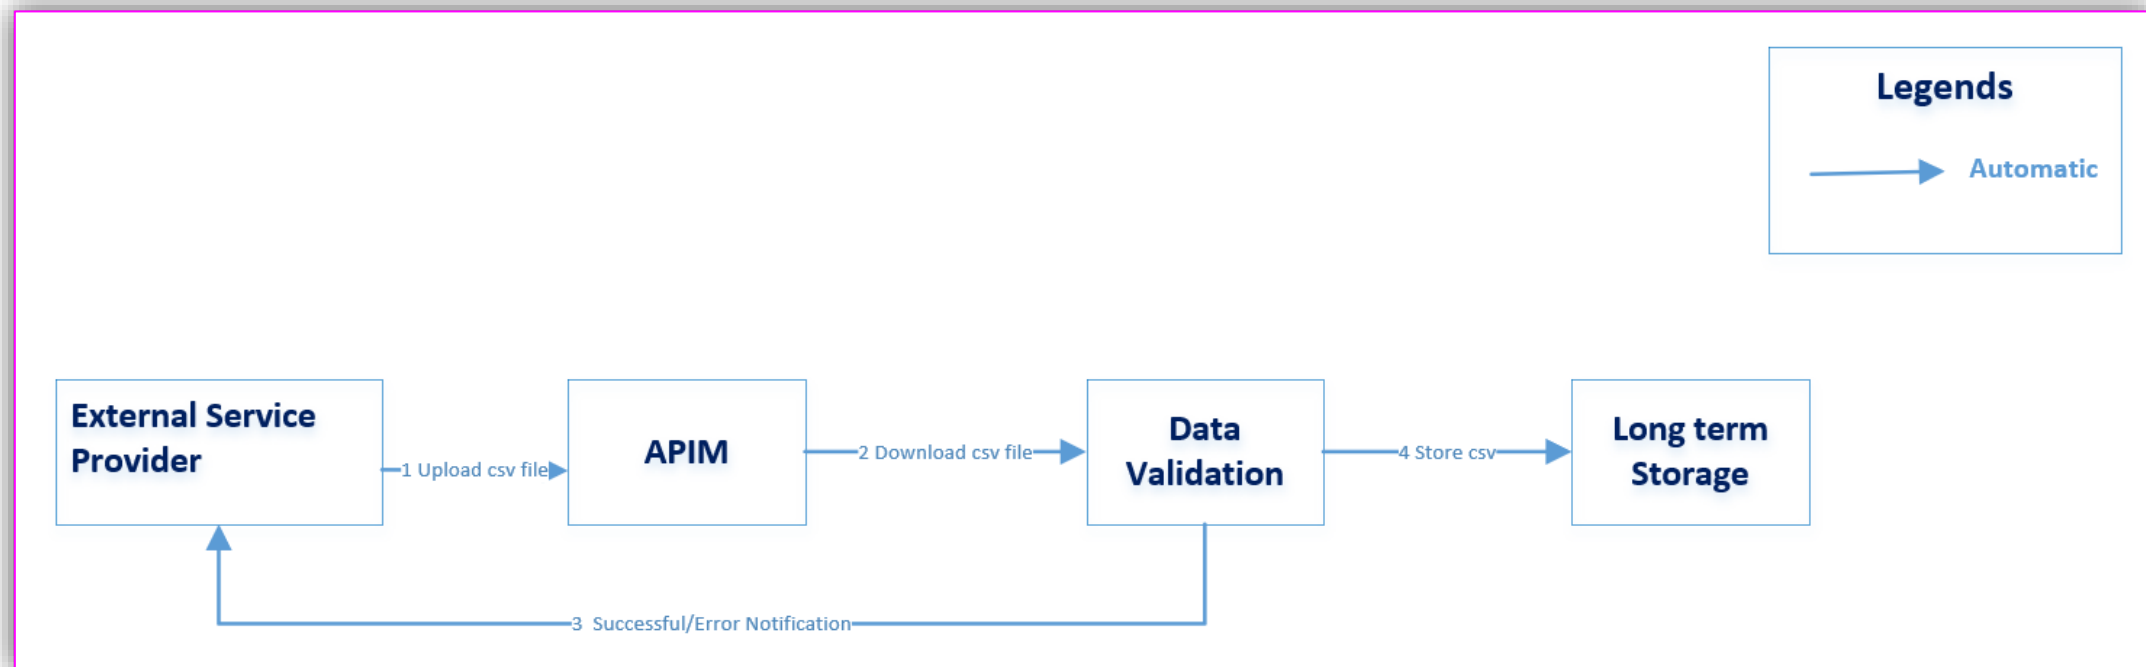 Legends
Automatic
External Service
Provider
1 Upload csv file
APIM
2 Download csv file
Data
Validation
4 Store csv
Long term
Storage
3  Successful/Error Notification